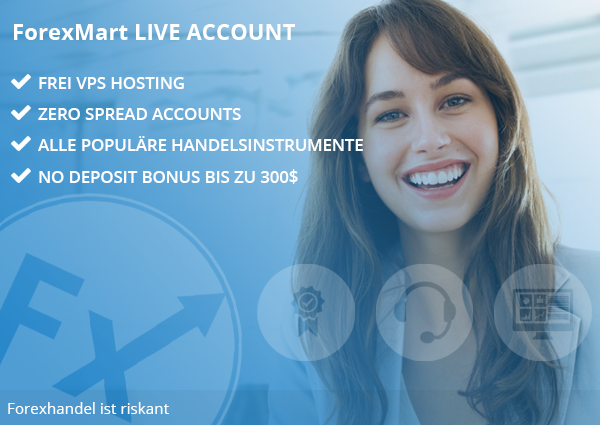 ForexMart LIVE ACCOUNT
FREI VPS HOSTING
ZERO SPREAD ACCOUNTS
ALLE POPULÄRE HANDELSINSTRUMENTE
NO DEPOSIT BONUS BIS ZU 300$
Fx
Forexhandel ist riskant